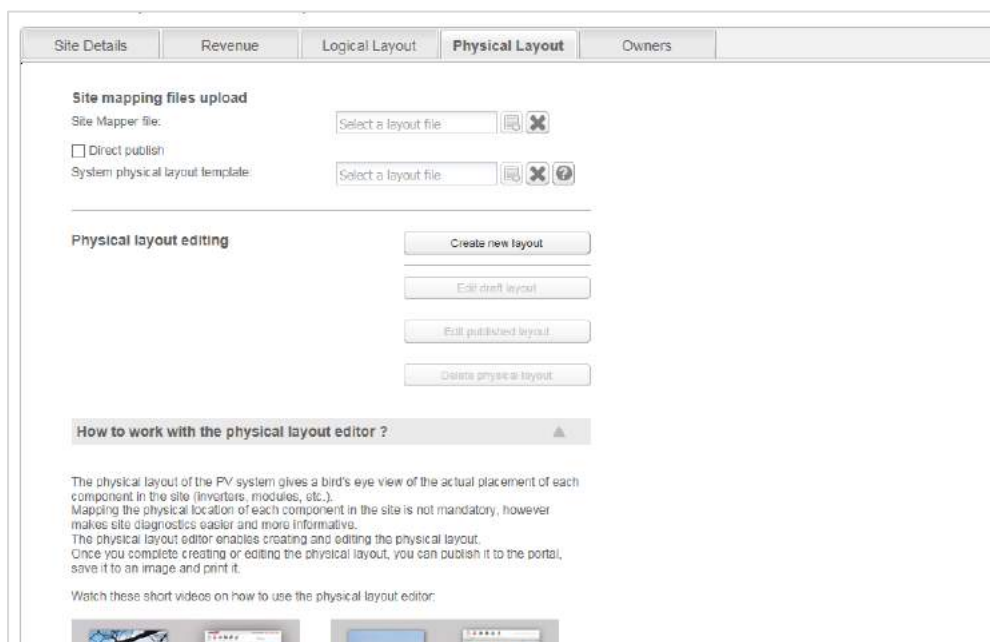 Site Details Revenue Logical Layout Physical Layout Owners
Site mapping files upload
Site Mapper file: Select a layout file
Direct publish
System physical layout template Select a layout file
Physical layout editing Create new layout
Edit draft layout
Edit published layout
Delete physical layout
How to work with the physical layout editor ?
The physical layout of the PV system gives a bird's eye view of the actual placement of each
component in the site (inverters, modules, etc.).
Mapping the physical location of each component in the site is not mandatory, however
makes site diagnostics easier and more informative.
The physical layout editor enables creating and editing the physical layout.
Once you complete creating or editing the physical layout, you can publish it to the portal,
save it to an image and print it.
Watch these short videos on how to use the physical layout editor: